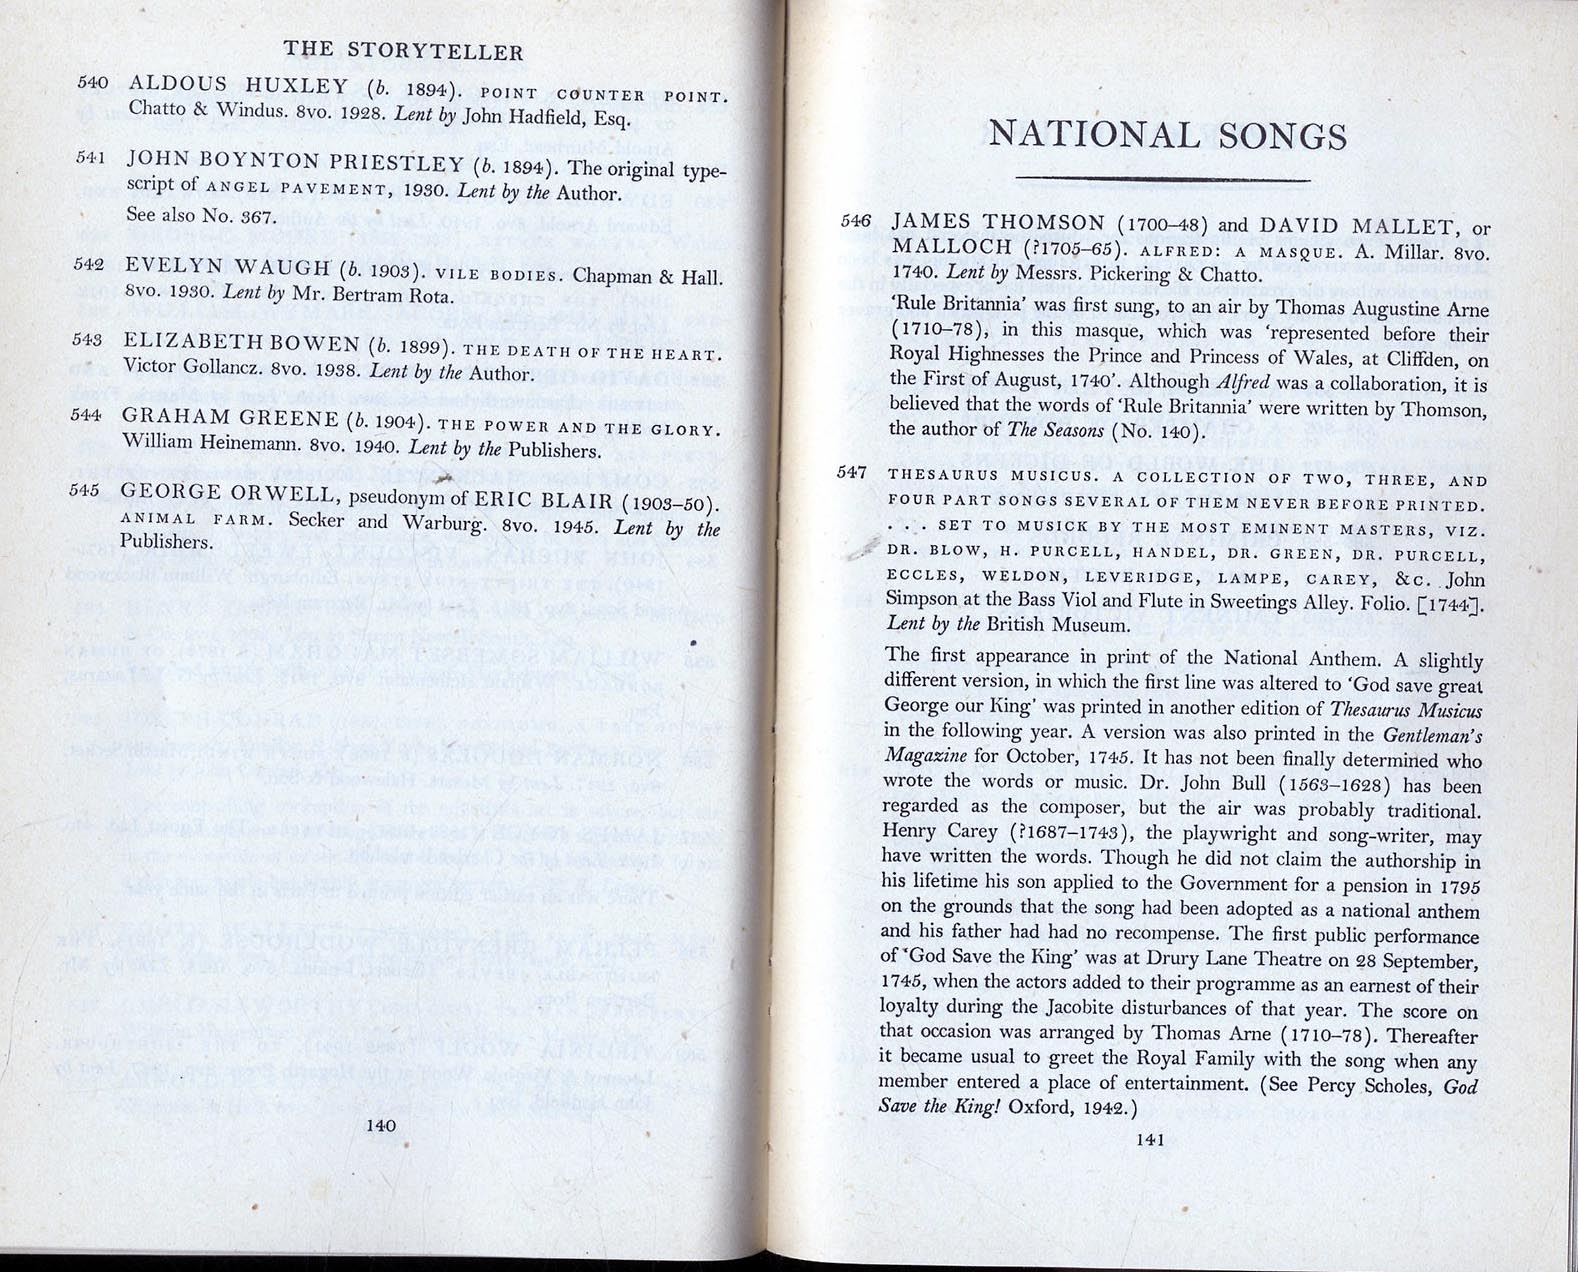 THE STORYTELLER
540 ALDOUS HUXLEY (b. 1894). POINT COUNTER POINT.
Chatto & Windus. 8vo. 1928. Lent by John Hadfield, Esq.
541 JOHN BOYNTON PRIESTLEY (b. 1894). The original type-
script of ANGEL PAVEMENT, 1930. Lent by the Author.
See also No. 367.
542 EVELYN WAUGH (b. 1903). VILE BODIES. Chapman & Hall.
8vo. 1930. Lent by Mr. Bertram Rota.
543 ELIZABETH BOWEN (b. 1899). THE DEATH OF THE HEART.
Victor Gollancz. 8vo. 1938. Lent by the Author.
544 GRAHAM GREENE (b. 1904). THE POWER AND THE GLORY.
William Heinemann. 8vo. 1940. Lent by the Publishers.
545 GEORGE ORWELL, pseudonym of ERIC BLAIR (1903–50).
ANIMAL FARM. Secker and Warburg. 8vo. 1945. Lent by the
Publishers.
140
NATIONAL SONGS
546 JAMES THOMSON (1700–48) and DAVID MALLET, or
MALLOCH (?1705–65). ALFRED: A MASQUE. A. Millar. 8vo.
1740. Lent by Messrs. Pickering & Chatto.
‘Rule Britannia’ was first sung, to an air by Thomas Augustine Arne
(1710–78), in this masque, which was ‘represented before their
Royal Highnesses the Prince and Princess of Wales, at Cliffden, on
the First of August, 1740’. Although Alfred was a collaboration, it is
believed that the words of ‘Rule Britannia’ were written by Thomson,
the author of The Seasons (No. 140).
547 THESAURUS MUSICUS. A COLLECTION OF TWO, THREE, AND
FOUR PART SONGS SEVERAL OF THEM NEVER BEFORE PRINTED.
. . . SET TO MUSICK BY THE MOST EMINENT MASTERS, VIZ.
DR. BLOW, H. PURCELL, HANDEL, DR. GREEN, DR. PURCELL,
ECCLES, WELDON, LEVERIDGE, LAMPE, CAREY, &c. John
Simpson at the Bass Viol and Flute in Sweetings Alley. Folio. [1744].
Lent by the British Museum.
The first appearance in print of the National Anthem. A slightly
different version, in which the first line was altered to ‘God save great
George our King’ was printed in another edition of Thesaurus Musicus
in the following year. A version was also printed in the Gentleman’s
Magazine for October, 1745. It has not been finally determined who
wrote the words or music. Dr. John Bull (1563–1628) has been
regarded as the composer, but the air was probably traditional.
Henry Carey (?1687–1743), the playwright and song-writer, may
have written the words. Though he did not claim the authorship in
his lifetime his son applied to the Government for a pension in 1795
on the grounds that the song had been adopted as a national anthem
and his father had had no recompense. The first public performance
of ‘God Save the King’ was at Drury Lane Theatre on 28 September,
1745, when the actors added to their programme as an earnest of their
loyalty during the Jacobite disturbances of that year. The score on
that occasion was arranged by Thomas Arne (1710–78). Thereafter
it became usual to greet the Royal Family with the song when any
member entered a place of entertainment. (See Percy Scholes, God
Save the King! Oxford, 1942.)
141